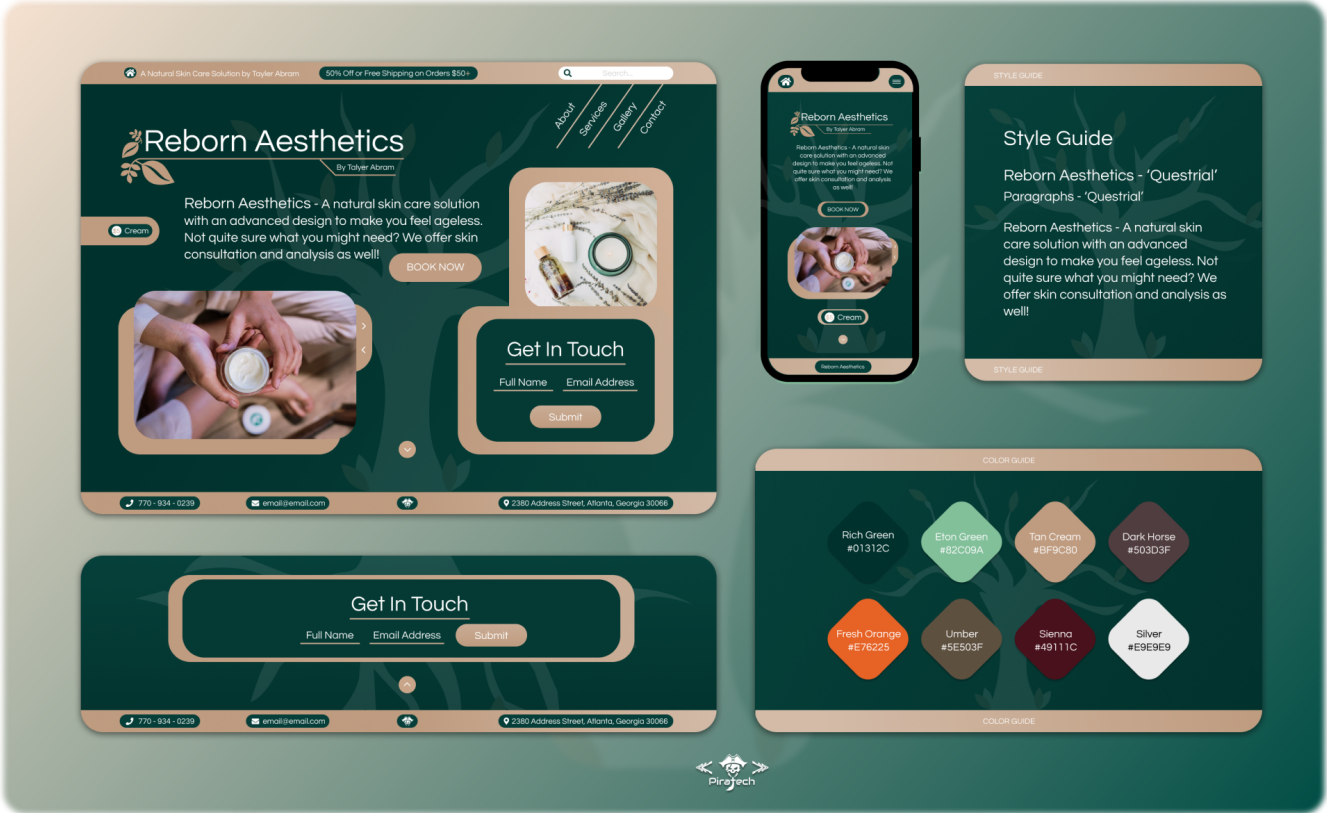 A Natural Skin Care Solution by Tayler Abram
50% Off or Free Shipping on Orders $50+
Search...
About
Services
Gallery
Contact
Reborn Aesthetics
By Talyer Abram
Reborn Aesthetics - A natural skin care solution
with an advanced design to make you feel ageless.
Not quite sure what you might need? We offer skin
consultation and analysis as well!
Cream
BOOK NOW
Get In Touch
Full Name
Email Address
Submit
770 - 934 - 0239
email@email.com
2380 Address Street, Atlanta, Georgia 30066
Reborn Aesthetics
By Talyer Abram
Reborn Aesthetics - A natural skin
care solution with an advanced
design to make you feel ageless. Not
quite sure what you might need? We
offer skin consultation and analysis
as well!
BOOK NOW
Cream
Reborn Aesthetics
STYLE GUIDE
Style Guide
Reborn Aesthetics - ‘Questrial’
Paragraphs - ‘Questrial’
Reborn Aesthetics - A natural skin
care solution with an advanced
design to make you feel ageless. Not
quite sure what you might need? We
offer skin consultation and analysis as
well!
STYLE GUIDE
Get In Touch
Full Name
Email Address
Submit
770 - 934 - 0239
email@email.com
2380 Address Street, Atlanta, Georgia 30066
COLOR GUIDE
Rich Green
#01312C
Eton Green
#82C09A
Tan Cream
#BF9C80
Dark Horse
#503D3F
Fresh Orange
#E76225
Umber
#5E503F
Sienna
#49111C
Silver
#E9E9E9
COLOR GUIDE
Piratech